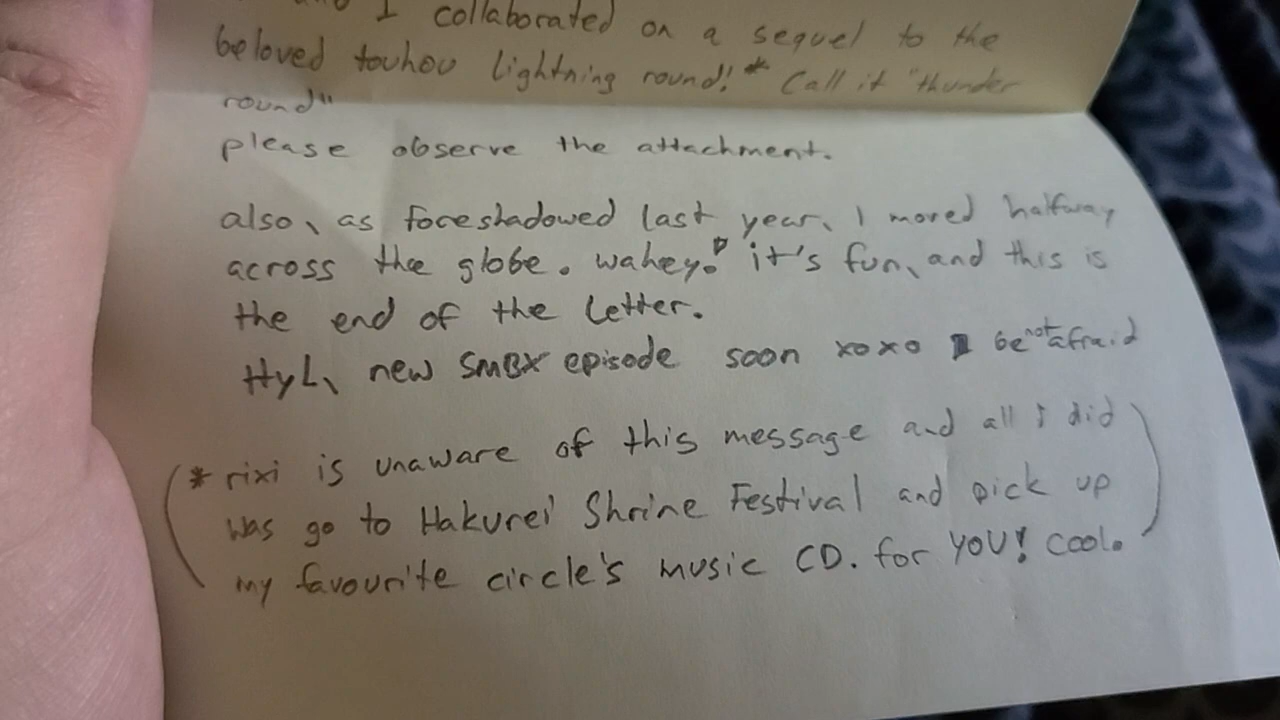 I collaborated on a sequel to the
beloved touhou lightning round!* Call it "thunder
round"
please observe the attachment.
also, as foreshadowed last year, I moved halfway
across the globe. wahey! it's fun, and this is
the end of the letter.
HyL, new SMBX episode soon xoxo be not afraid
(* rixi is unaware of this message and all I did
was go to Hakurei Shrine Festival and pick up
my favourite circle's music CD. for YOU! cool.)